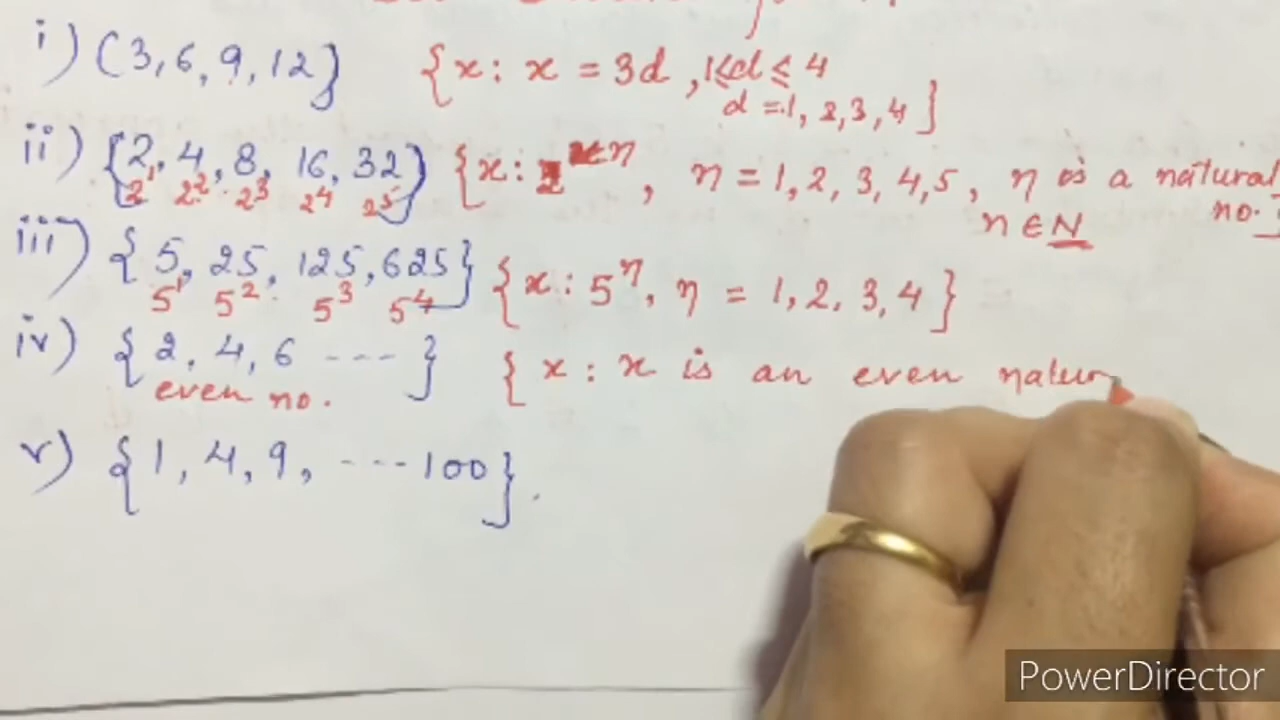 i) (3, 6, 9, 12} {x : x = 3d , 1≤d ≤ 4
d = 1, 2, 3, 4 }
ii) {2, 4, 8, 16, 32} {x : 2ⁿ , n = 1, 2, 3, 4, 5 , n is a natural
2¹ 2² 2³ 2⁴ 2⁵ n ∈ N no. }
iii) { 5, 25, 125, 625} {x : 5ⁿ, n = 1, 2, 3, 4 }
5¹ 5² 5³ 5⁴
iv) { 2, 4, 6 ---- } { x : x is an even natur
even no.
v) { 1, 4, 9, ---- 100}.
PowerDirector